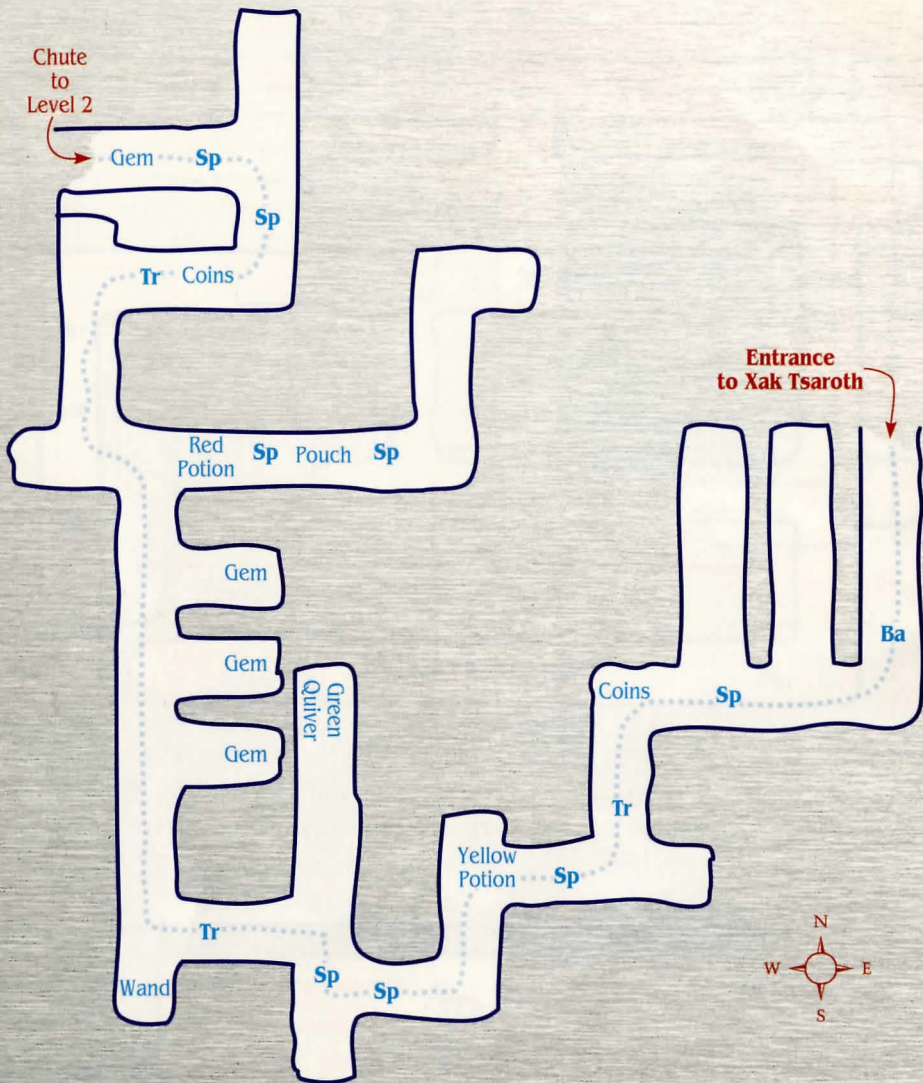 Chute
to
Level 2
Gem
Sp
Sp
Tr
Coins
Entrance
to Xak Tsaroth
Red
Potion
Sp
Pouch
Sp
Gem
Ba
Gem
Green
Quiver
Coins
Sp
Gem
Tr
Yellow
Potion
Sp
Tr
Sp
Sp
Wand
N
W
E
S